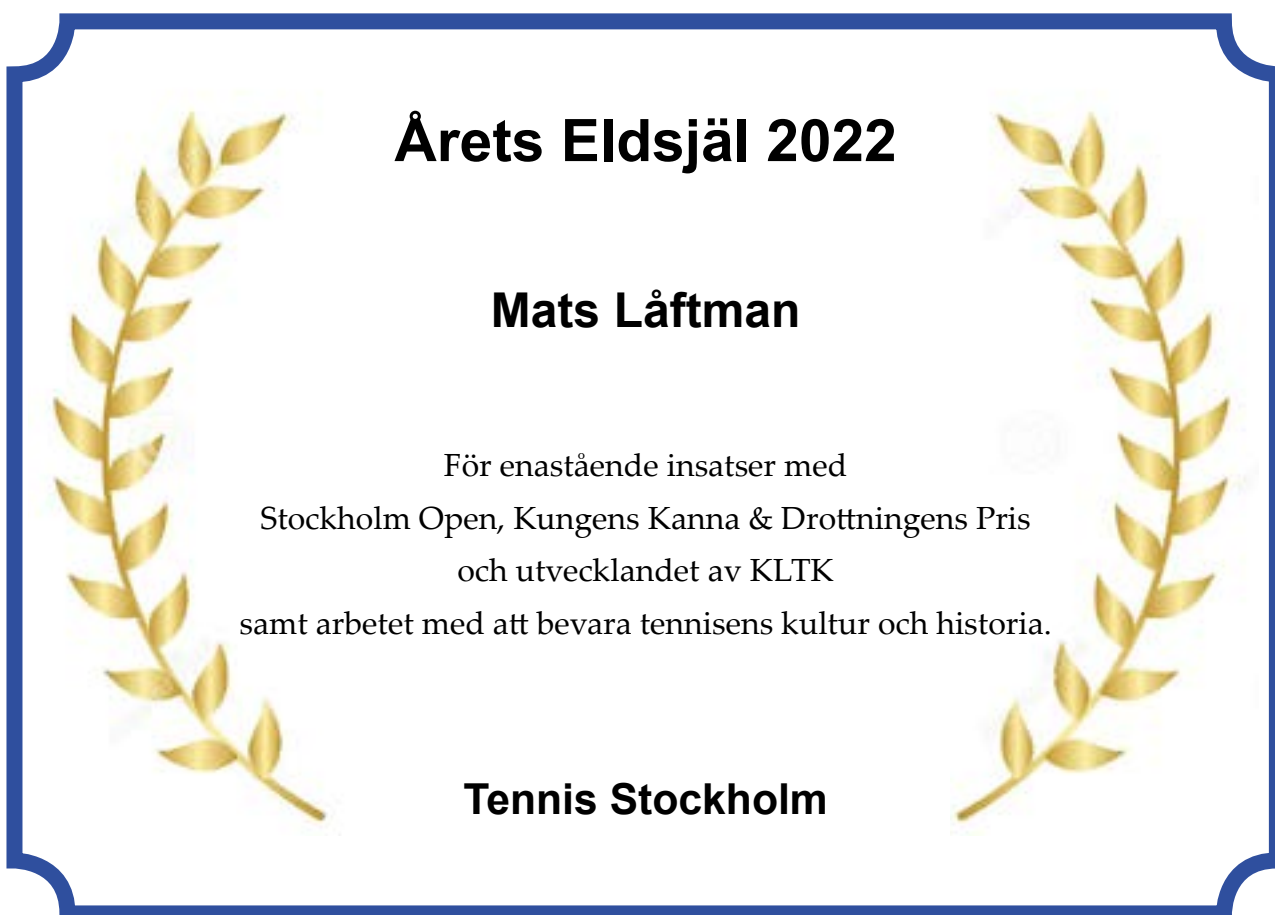 Årets Eldsjäl 2022
Mats Låftman
För enastående insatser med
Stockholm Open, Kungens Kanna & Drottningens Pris
och utvecklandet av KLTK
samt arbetet med att bevara tennisens kultur och historia.
Tennis Stockholm